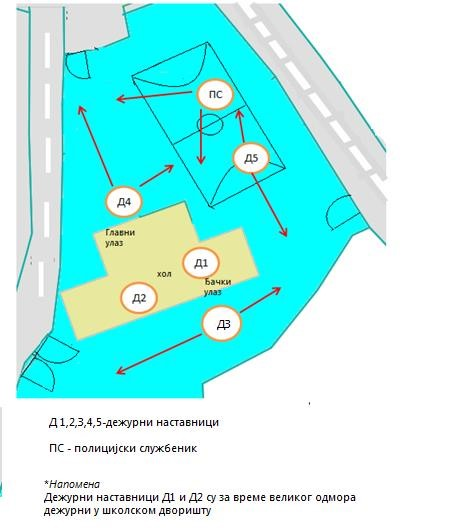 ПС
Д5
Д4
Главни
улаз
хол
Д1
Ђачки
улаз
Д2
Д3
Д 1,2,3,4,5-дежурни наставници
ПС - полицијски службеник
*Напомена
Дежурни наставници Д1 и Д2 су за време великог одмора
дежурни у школском дворишту